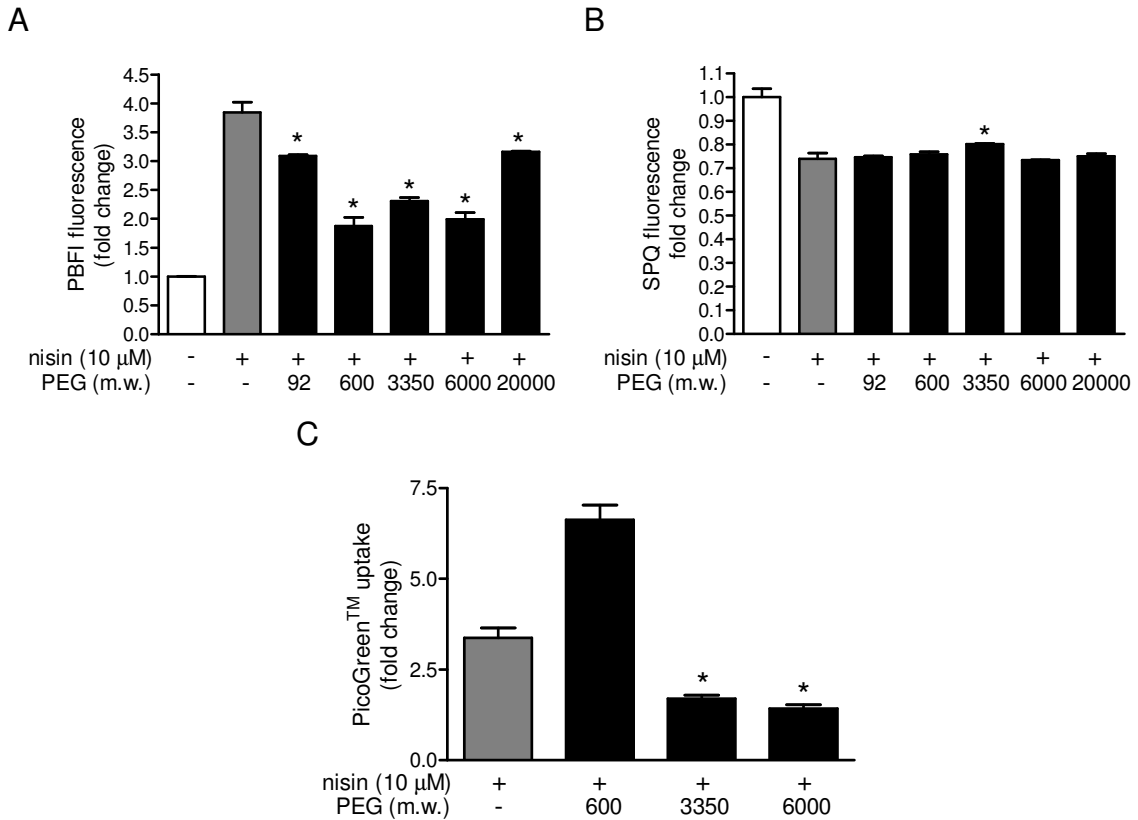 A
PBFI fluorescence
(fold change)
4.5
4.0
3.5
3.0
2.5
2.0
1.5
1.0
0.5
0.0
* * * * *
nisin (10 μM) - + + + + + +
PEG (m.w.) - - 92 600 3350 6000 20000
B
SPQ fluorescence
fold change
1.1
1.0
0.9
0.8
0.7
0.6
0.5
0.4
0.3
0.2
0.1
0.0
*
nisin (10 μM) - + + + + + +
PEG (m.w.) - - 92 600 3350 6000 20000
C
PicoGreen™ uptake
(fold change)
7.5
5.0
2.5
0.0
* *
nisin (10 μM) + + + +
PEG (m.w.) - 600 3350 6000